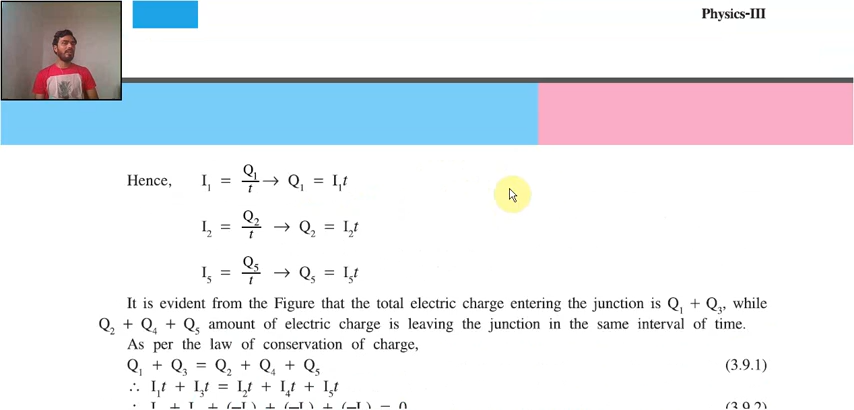 Physics-III
Hence, I₁ = Q₁/t → Q₁ = I₁t
I₂ = Q₂/t → Q₂ = I₂t
I₅ = Q₅/t → Q₅ = I₅t
It is evident from the Figure that the total electric charge entering the junction is Q₁ + Q₃, while
Q₂ + Q₄ + Q₅ amount of electric charge is leaving the junction in the same interval of time.
As per the law of conservation of charge,
Q₁ + Q₃ = Q₂ + Q₄ + Q₅ (3.9.1)
∴ I₁t + I₃t = I₂t + I₄t + I₅t